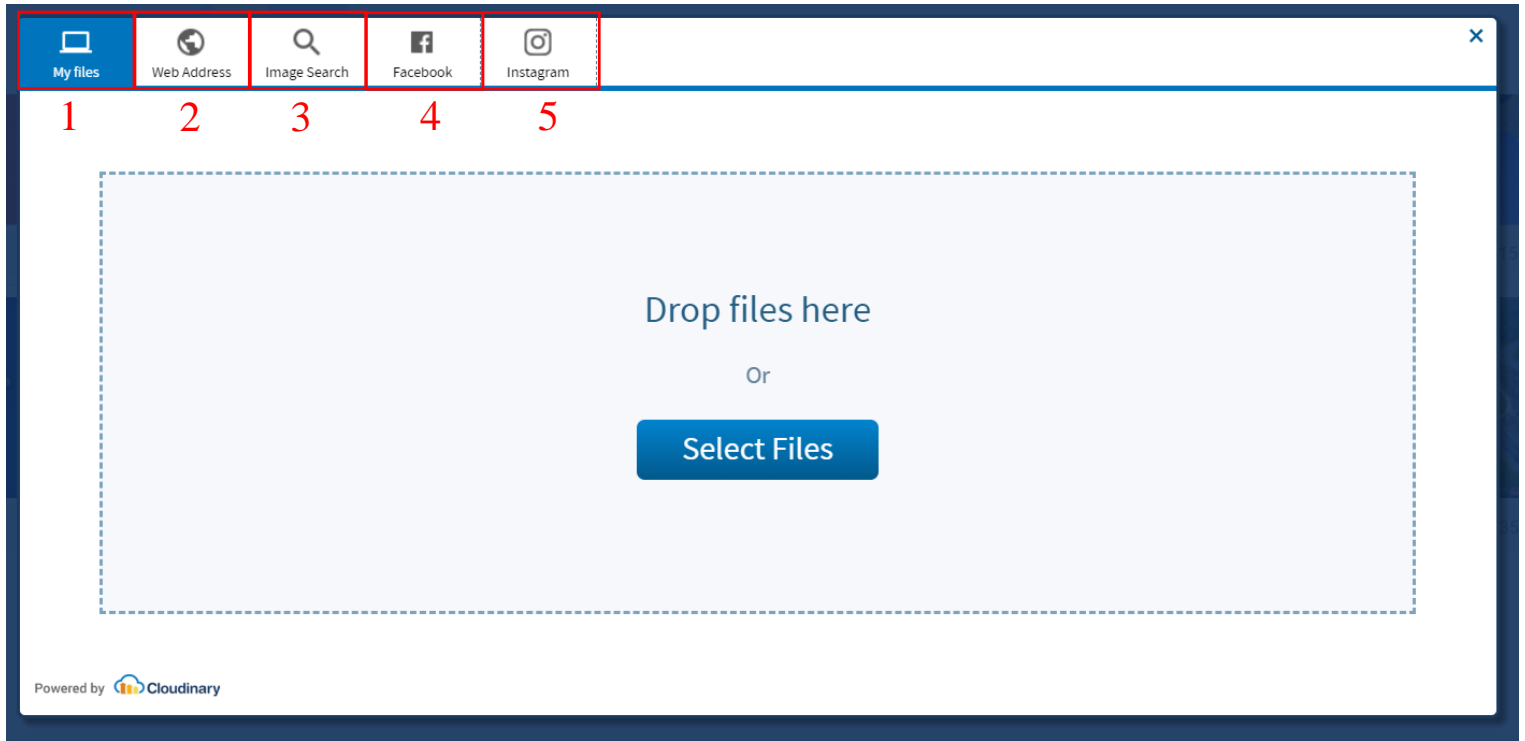 My files Web Address Image Search Facebook Instagram
1 2 3 4 5
Drop files here
Or
Select Files
Powered by Cloudinary